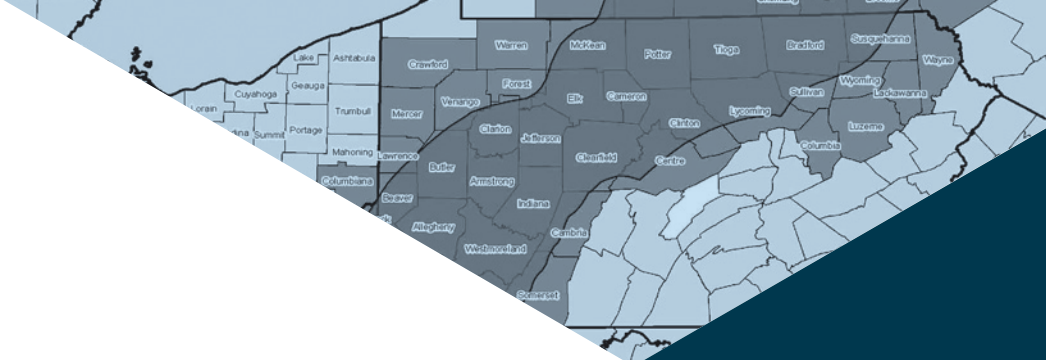 Susquehanna
Warren
McKean
Potter
Tioga
Bradford
Wayne
Lake
Ashtabula
Crawford
Wyoming
Forest
Geauga
Cuyahoga
Sullivan
Lackawanna
Elk
Cameron
Venango
Lorain
Trumbull
Mercer
Lycoming
Clinton
Luzerne
Summit
Portage
Clarion
Jefferson
Columbia
Mahoning
Lawrence
Clearfield
Centre
Butler
Columbiana
Armstrong
Beaver
Indiana
Allegheny
Cambria
Westmoreland
Somerset